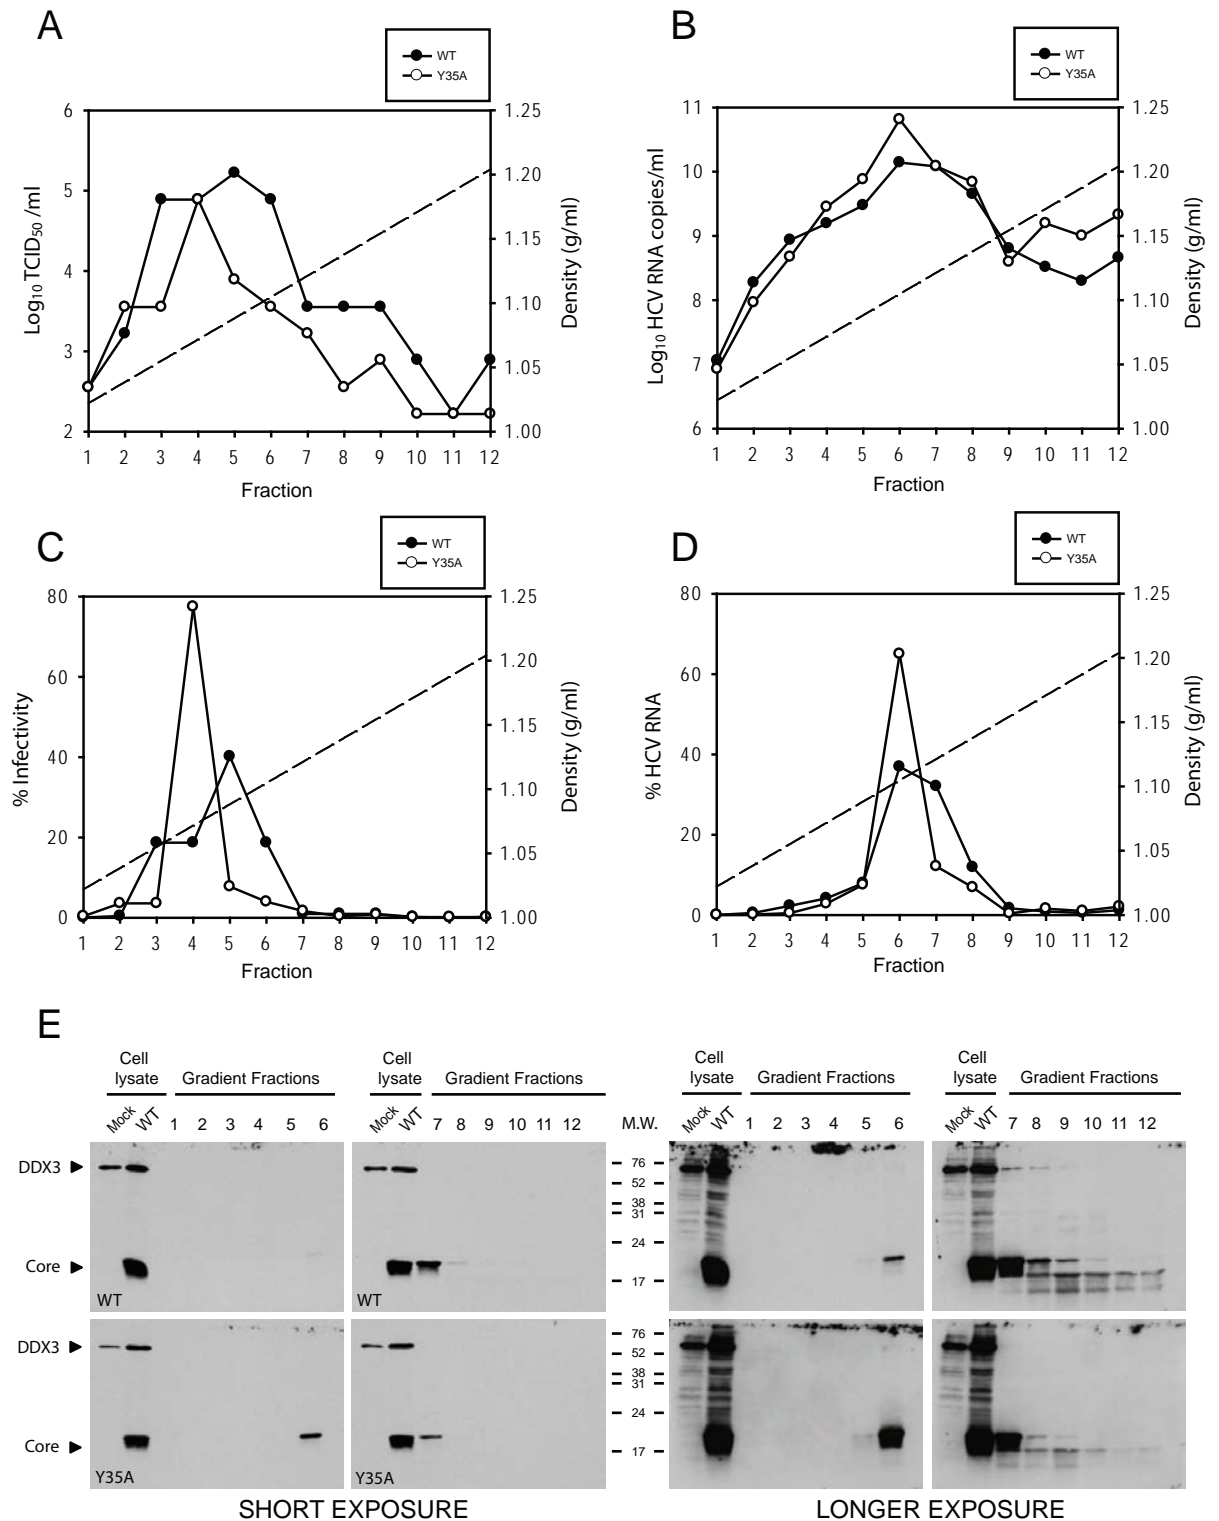 A
WT
Y35A
6
5
4
3
2
Log10 TCID50 /ml
1.25
1.20
1.15
1.10
1.05
1.00
Density (g/ml)
1 2 3 4 5 6 7 8 9 10 11 12
Fraction
B
WT
Y35A
11
10
9
8
7
6
Log10 HCV RNA copies/ml
1.25
1.20
1.15
1.10
1.05
1.00
Density (g/ml)
1 2 3 4 5 6 7 8 9 10 11 12
Fraction
C
WT
Y35A
80
60
40
20
0
% Infectivity
1.25
1.20
1.15
1.10
1.05
1.00
Density (g/ml)
1 2 3 4 5 6 7 8 9 10 11 12
Fraction
D
WT
Y35A
80
60
40
20
0
% HCV RNA
1.25
1.20
1.15
1.10
1.05
1.00
Density (g/ml)
1 2 3 4 5 6 7 8 9 10 11 12
Fraction
E
Cell
lysate
Gradient Fractions
Mock WT 1 2 3 4 5 6
Cell
lysate
Gradient Fractions
Mock WT 7 8 9 10 11 12
M.W.
Cell
lysate
Gradient Fractions
Mock WT 1 2 3 4 5 6
Cell
lysate
Gradient Fractions
Mock WT 7 8 9 10 11 12
DDX3
Core
WT
WT
76
52
38
31
24
17
DDX3
Core
Y35A
Y35A
76
52
38
31
24
17
SHORT EXPOSURE
LONGER EXPOSURE